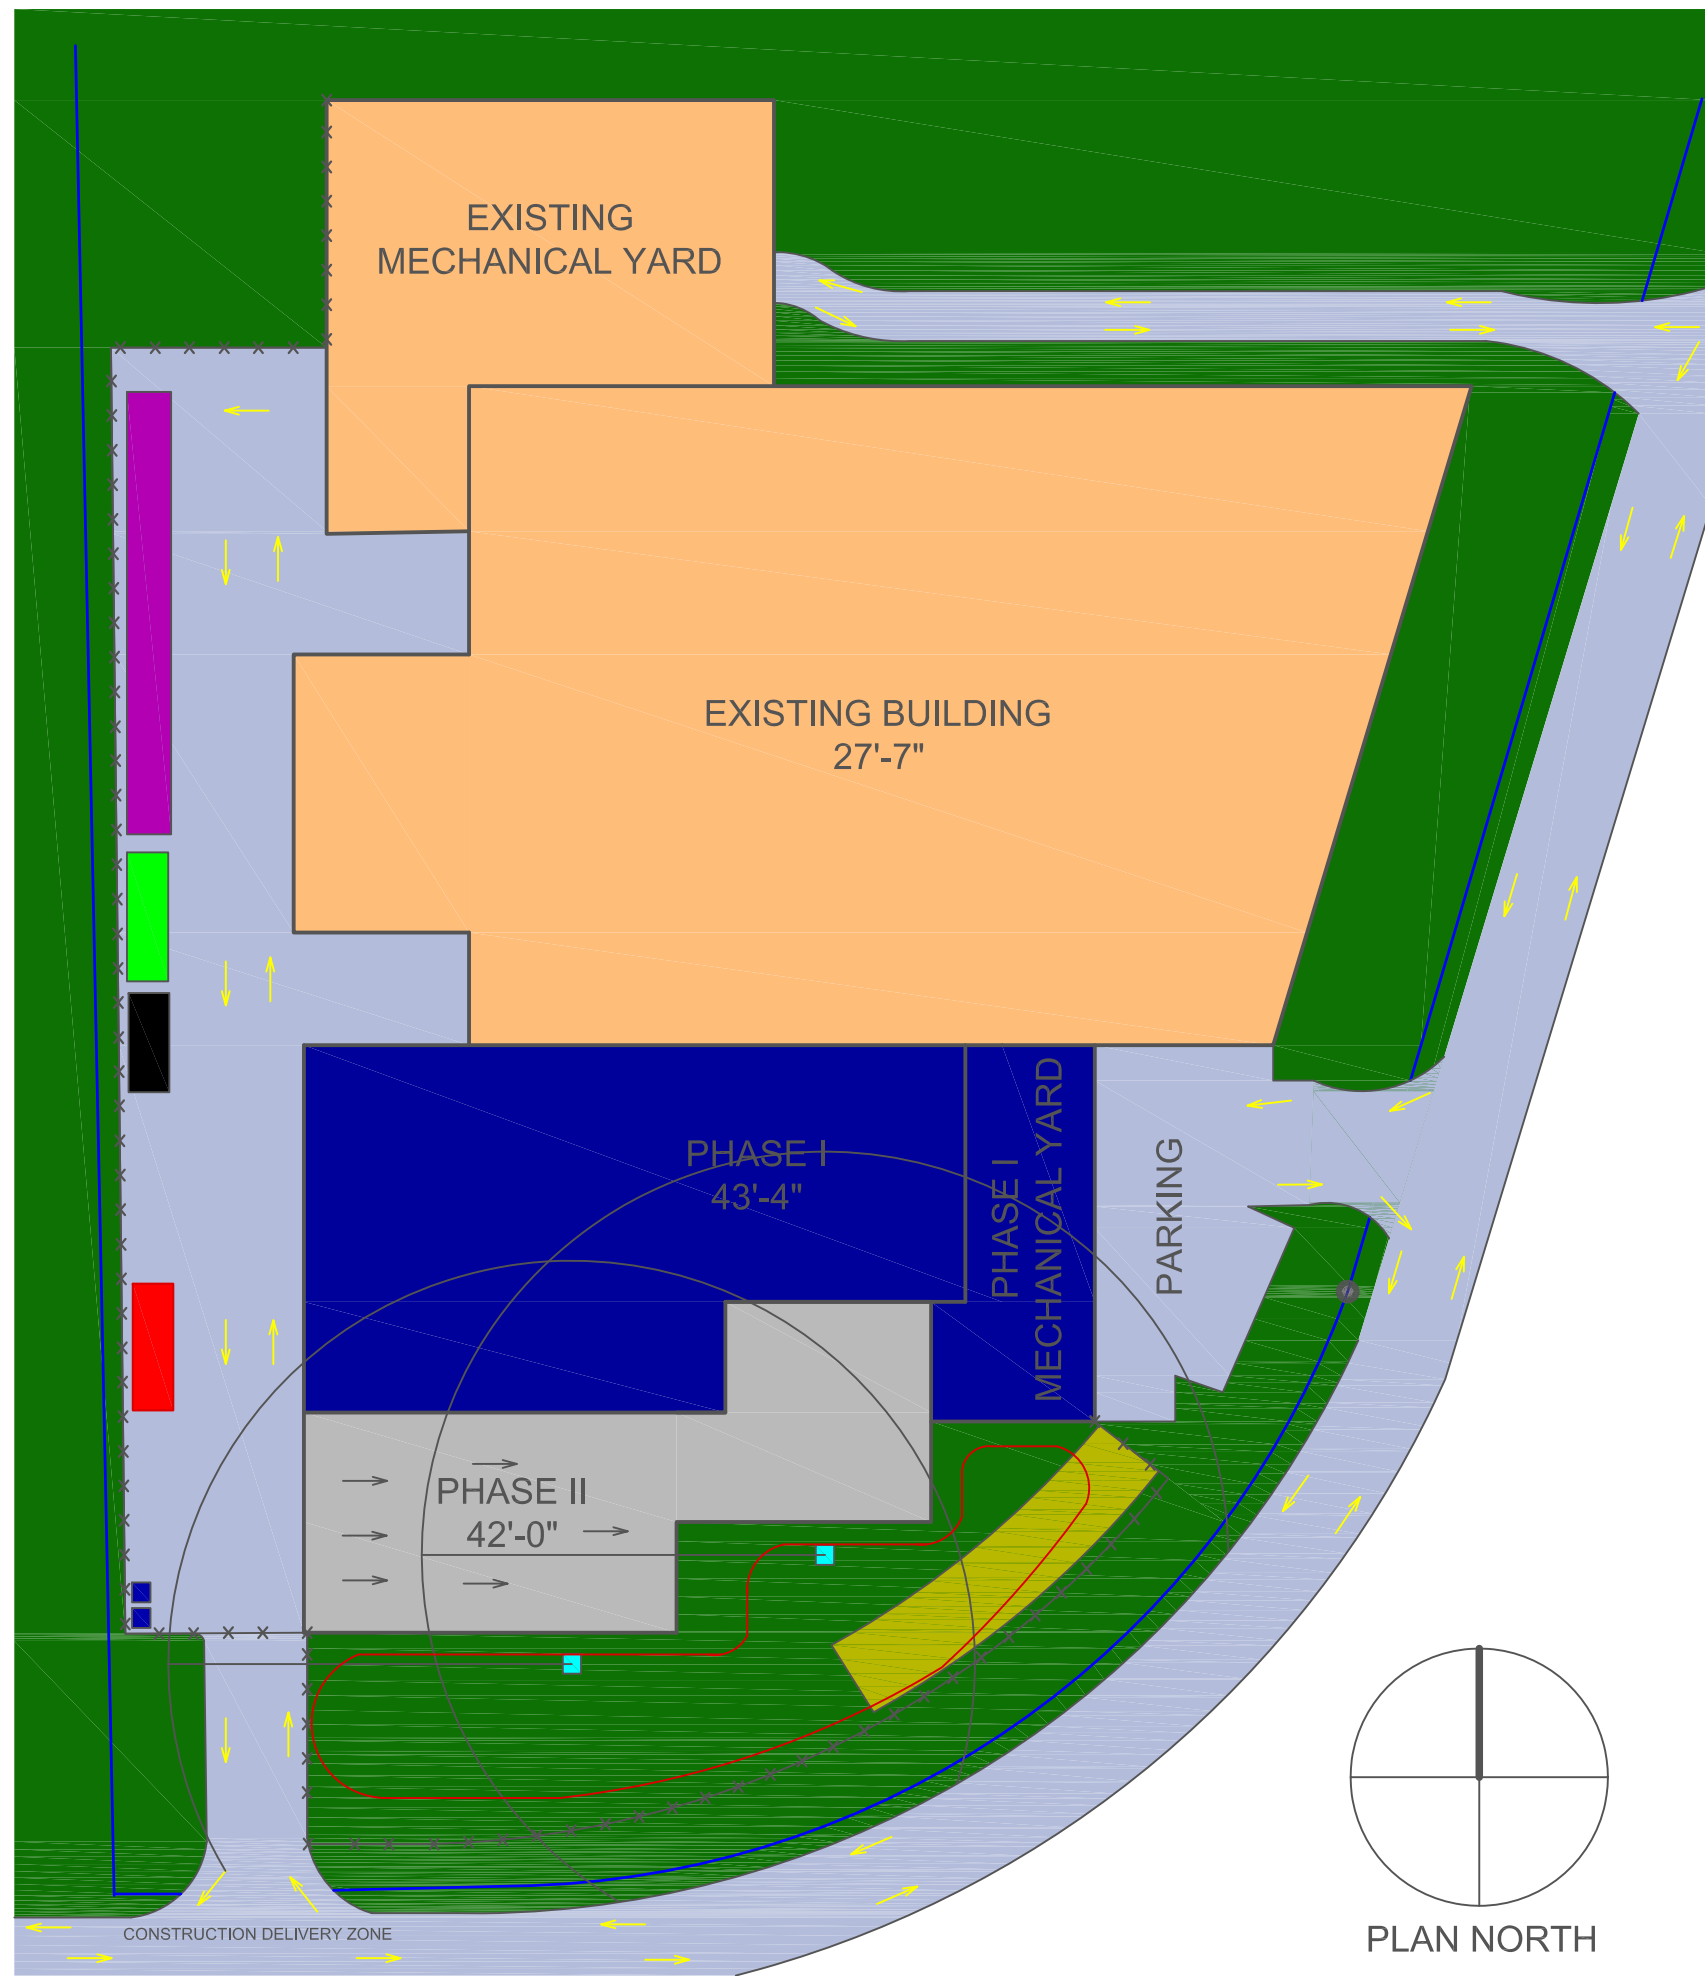 EXISTING
MECHANICAL YARD
EXISTING BUILDING
27'-7"
PHASE I
43'-4"
PHASE I
MECHANICAL YARD
PARKING
PHASE II
42'-0"
CONSTRUCTION DELIVERY ZONE
PLAN NORTH